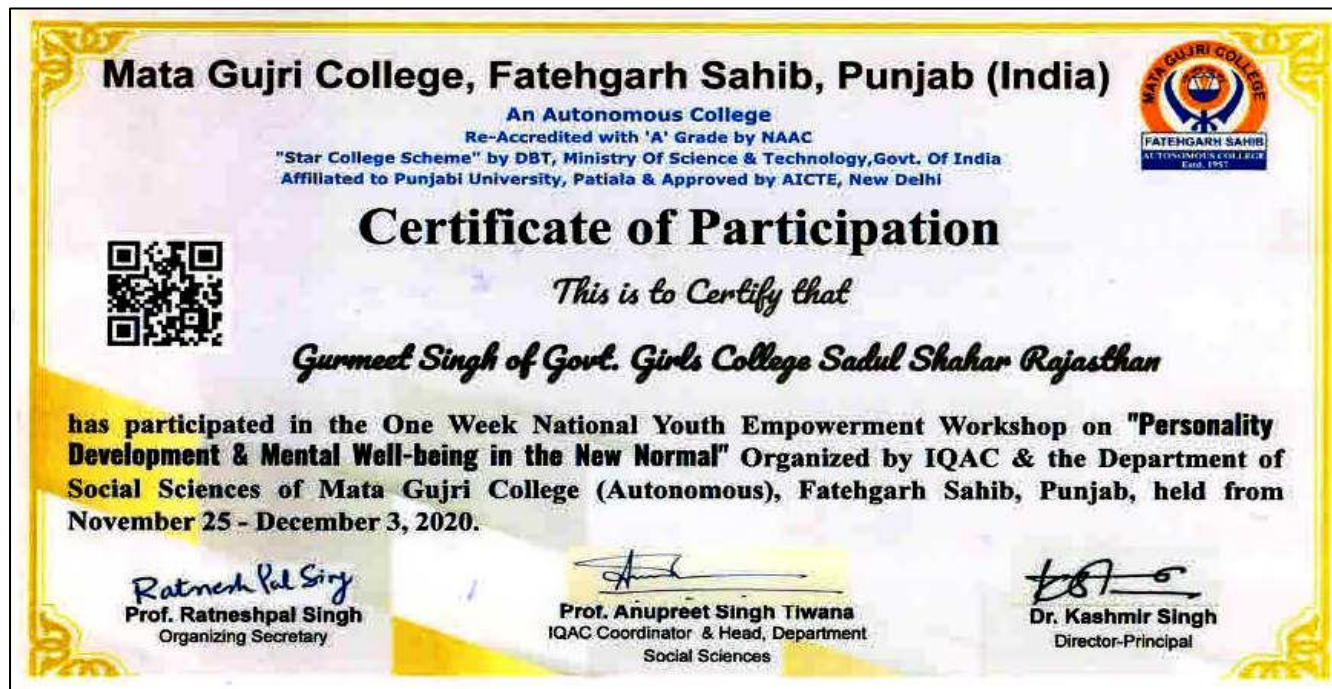 Mata Gujri College, Fatehgarh Sahib, Punjab (India)
An Autonomous College
Re-Accredited with 'A' Grade by NAAC
"Star College Scheme" by DBT, Ministry Of Science & Technology,Govt. Of India
Affiliated to Punjabi University, Patiala & Approved by AICTE, New Delhi
MATA GUJRI COLLEGE
FATEHGARH SAHIB
AUTONOMOUS COLLEGE
Estd. 1957
Certificate of Participation
This is to Certify that
Gurmeet Singh of Govt. Girls College Sadul Shahar Rajasthan
has participated in the One Week National Youth Empowerment Workshop on "Personality
Development & Mental Well-being in the New Normal" Organized by IQAC & the Department of
Social Sciences of Mata Gujri College (Autonomous), Fatehgarh Sahib, Punjab, held from
November 25 - December 3, 2020.
Ratnesh Pal Sing
Prof. Ratneshpal Singh
Organizing Secretary
Prof. Anupreet Singh Tiwana
IQAC Coordinator & Head, Department
Social Sciences
Dr. Kashmir Singh
Director-Principal